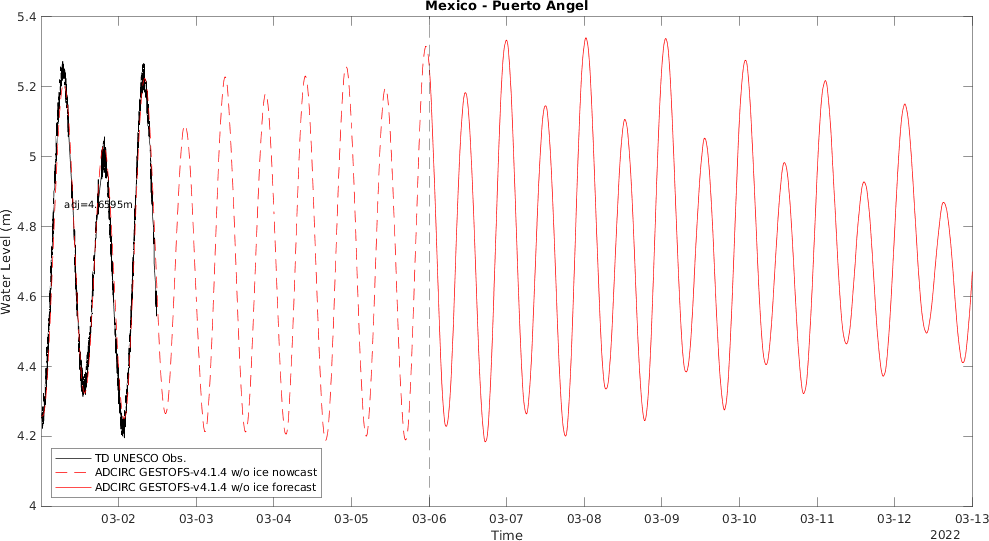 Mexico - Puerto Angel
5.4
5.2
5
4.8
4.6
4.4
4.2
4
Water Level (m)
adj=4.6595m
TD UNESCO Obs.
ADCIRC GESTOFS-v4.1.4 w/o ice nowcast
ADCIRC GESTOFS-v4.1.4 w/o ice forecast
03-02 03-03 03-04 03-05 03-06 03-07 03-08 03-09 03-10 03-11 03-12 03-13
Time
2022